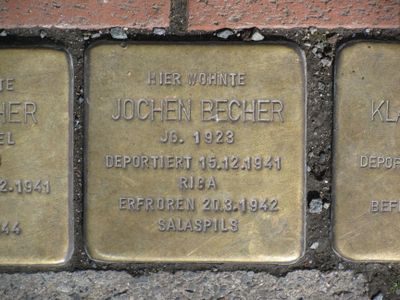 HIER WOHNTE
JOCHEN BECHER
JG. 1923
DEPORTIERT 15.12.1941
RIGA
ERFROREN 20.3.1942
SALASPILS